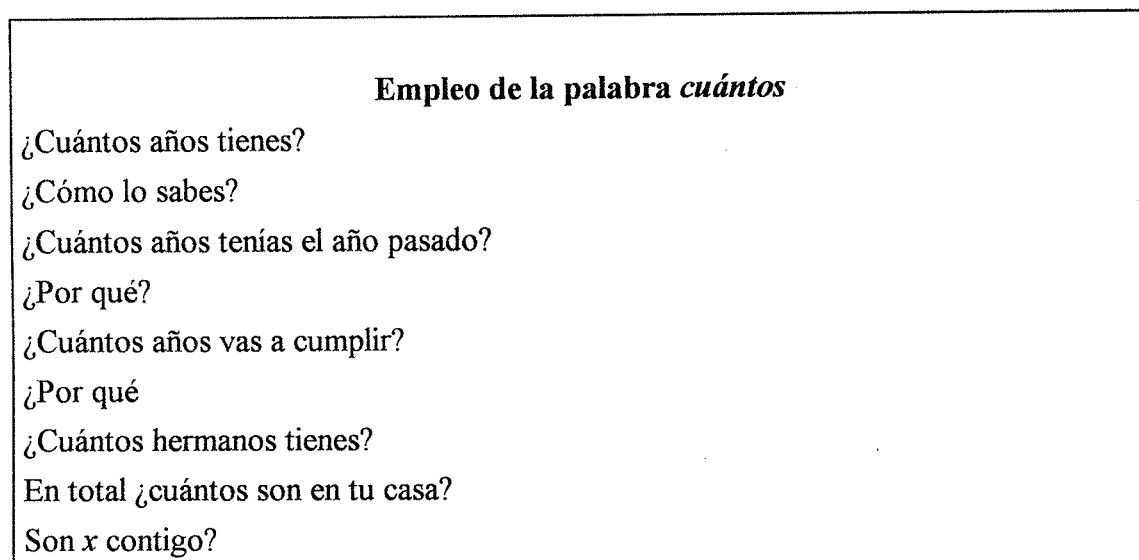 Empleo de la palabra cuántos
¿Cuántos años tienes?
¿Cómo lo sabes?
¿Cuántos años tenías el año pasado?
¿Por qué?
¿Cuántos años vas a cumplir?
¿Por qué
¿Cuántos hermanos tienes?
En total ¿cuántos son en tu casa?
Son x contigo?